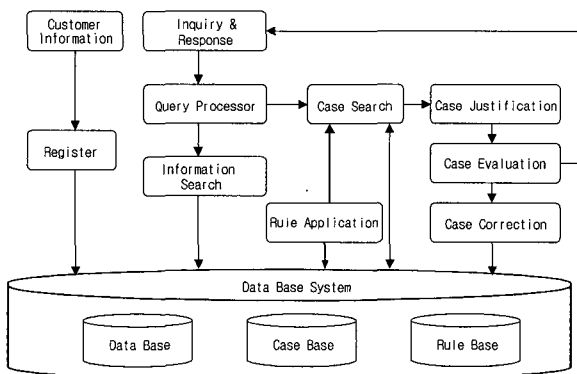 Customer
Information
Inquiry &
Response
Query Processor
Case Search
Case Justification
Register
Information
Search
Case Evaluation
Rule Application
Case Correction
Data Base System
Data Base
Case Base
Rule Base